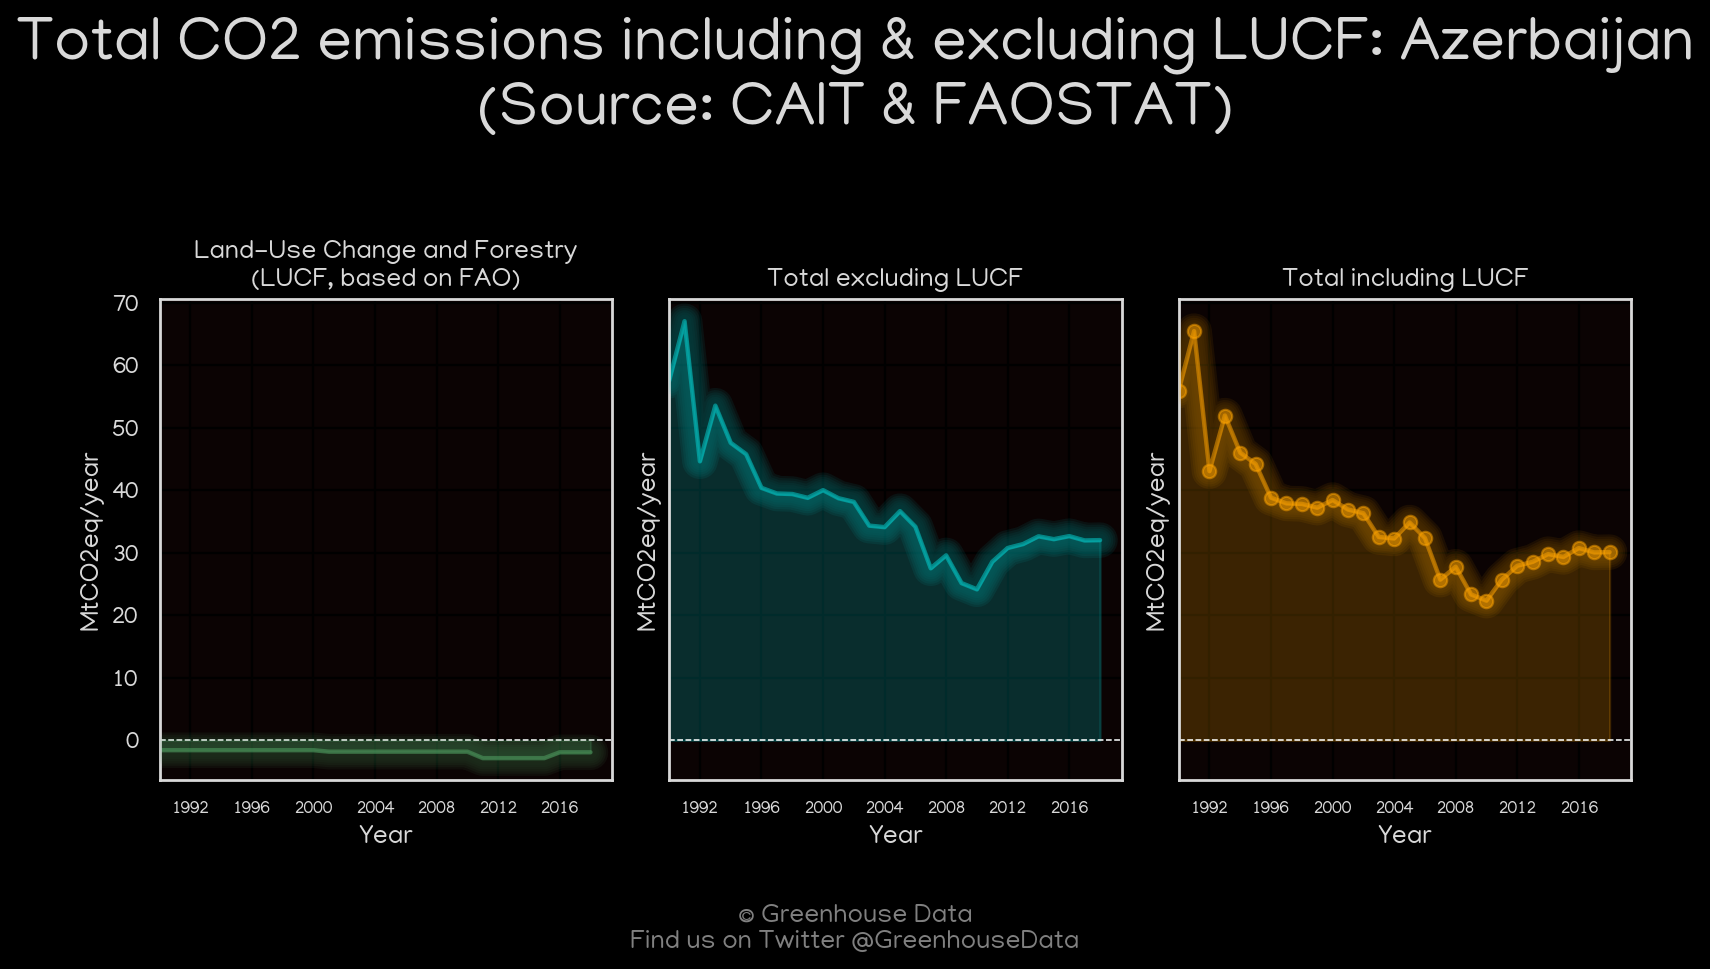 Total CO2 emissions including & excluding LUCF: Azerbaijan
(Source: CAIT & FAOSTAT)
Land-Use Change and Forestry
(LUCF, based on FAO)
Total excluding LUCF
Total including LUCF
70
60
50
40
30
20
10
0
MtCO2eq/year
MtCO2eq/year
MtCO2eq/year
1992 1996 2000 2004 2008 2012 2016
1992 1996 2000 2004 2008 2012 2016
1992 1996 2000 2004 2008 2012 2016
Year
Year
Year
© Greenhouse Data
Find us on Twitter @GreenhouseData